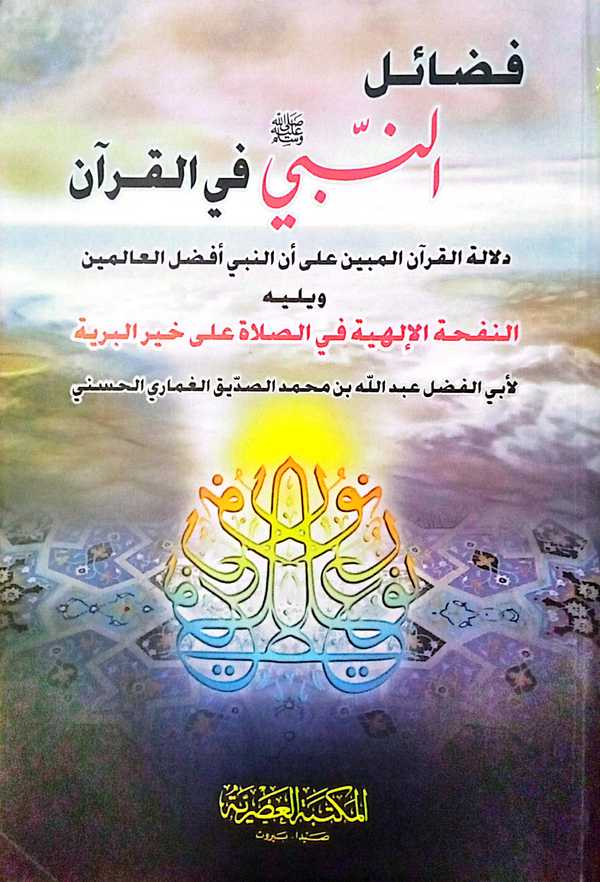 فضائل
النبّي ﷺ في القرآن
دلالة القرآن المبين على أن النبي أفضل العالمين
ويليه
النفحة الإلهية في الصلاة على خير البرية
لأبي الفضل عبد الله بن محمد الصدّيق الغماري الحسني
المكتبة العصرية
صيدا - بيروت